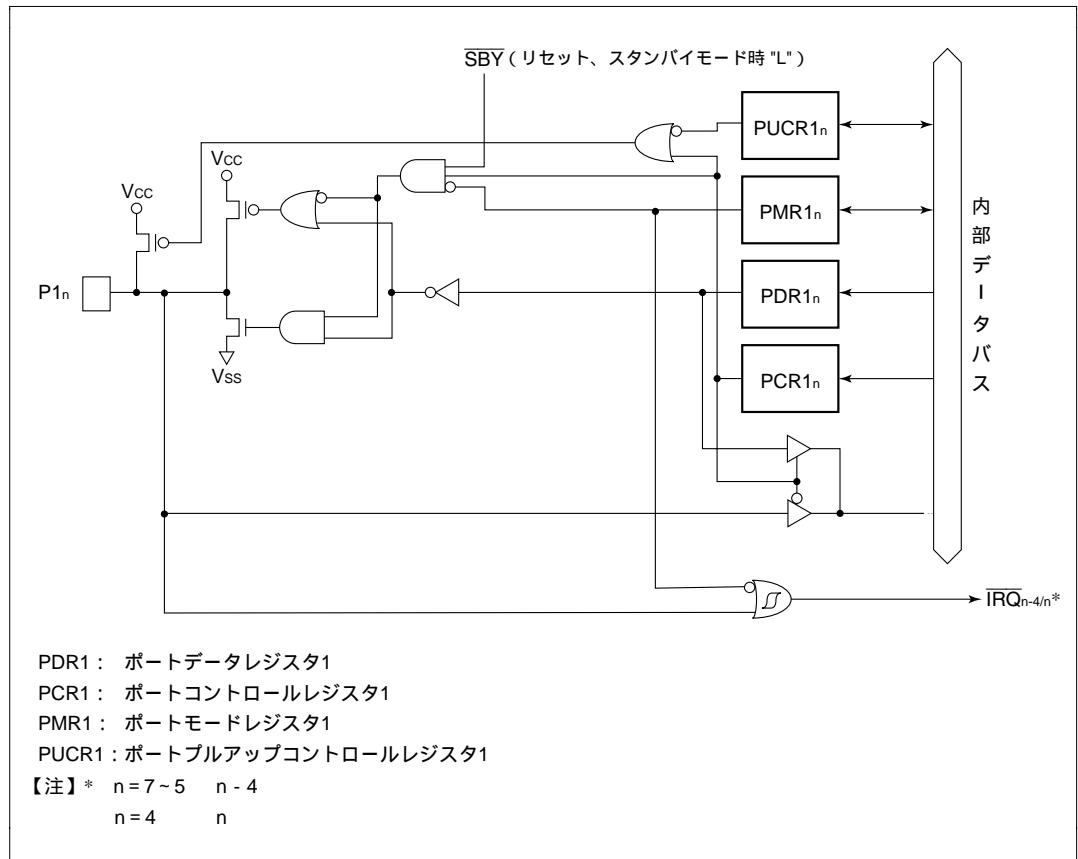 SBY（リセット、スタンバイモード時 "L"）
PUCR1n
VCC
VCC
PMR1n
内部データバス
P1n
PDR1n
VSS
PCR1n
IRQn-4/n*
PDR1： ポートデータレジスタ1
PCR1： ポートコントロールレジスタ1
PMR1： ポートモードレジスタ1
PUCR1：ポートプルアップコントロールレジスタ1
【注】* n = 7 ~ 5 n - 4
n = 4 n